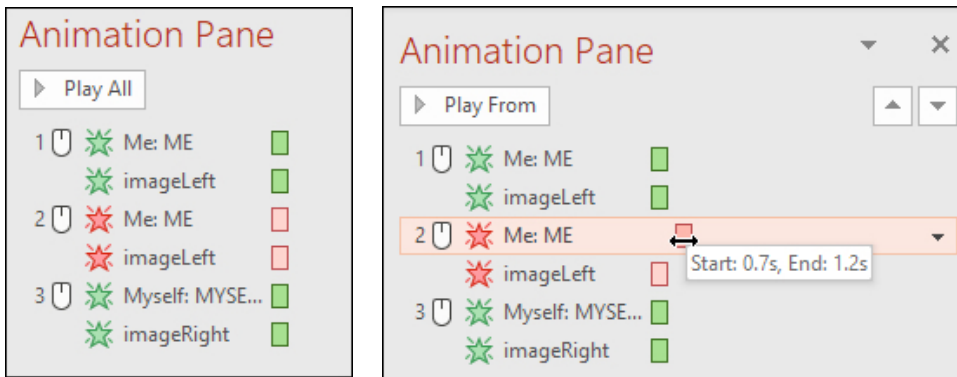 Animation Pane
Play All
1 Me: ME
imageLeft
2 Me: ME
imageLeft
3 Myself: MYSE...
imageRight
Animation Pane
Play From
1 Me: ME
imageLeft
2 Me: ME
Start: 0.7s, End: 1.2s
imageLeft
3 Myself: MYSE...
imageRight